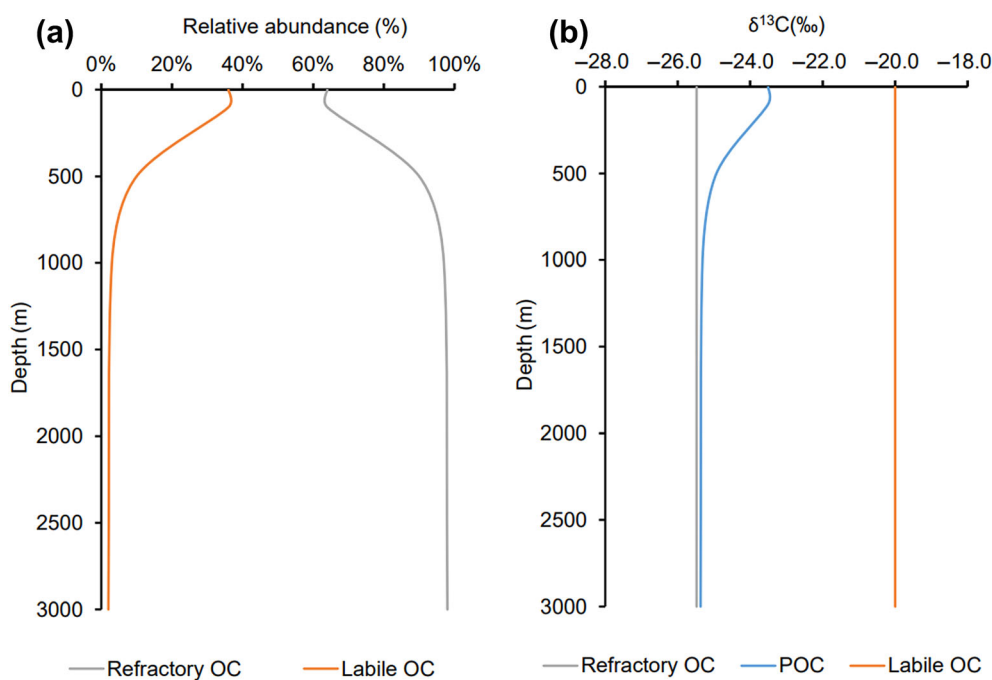 (a)
Relative abundance (%)
0% 20% 40% 60% 80% 100%
0
500
1000
1500
2000
2500
3000
Depth (m)
Refractory OC Labile OC
(b)
δ¹³C(‰)
–28.0 –26.0 –24.0 –22.0 –20.0 –18.0
0
500
1000
1500
2000
2500
3000
Depth (m)
Refractory OC POC Labile OC